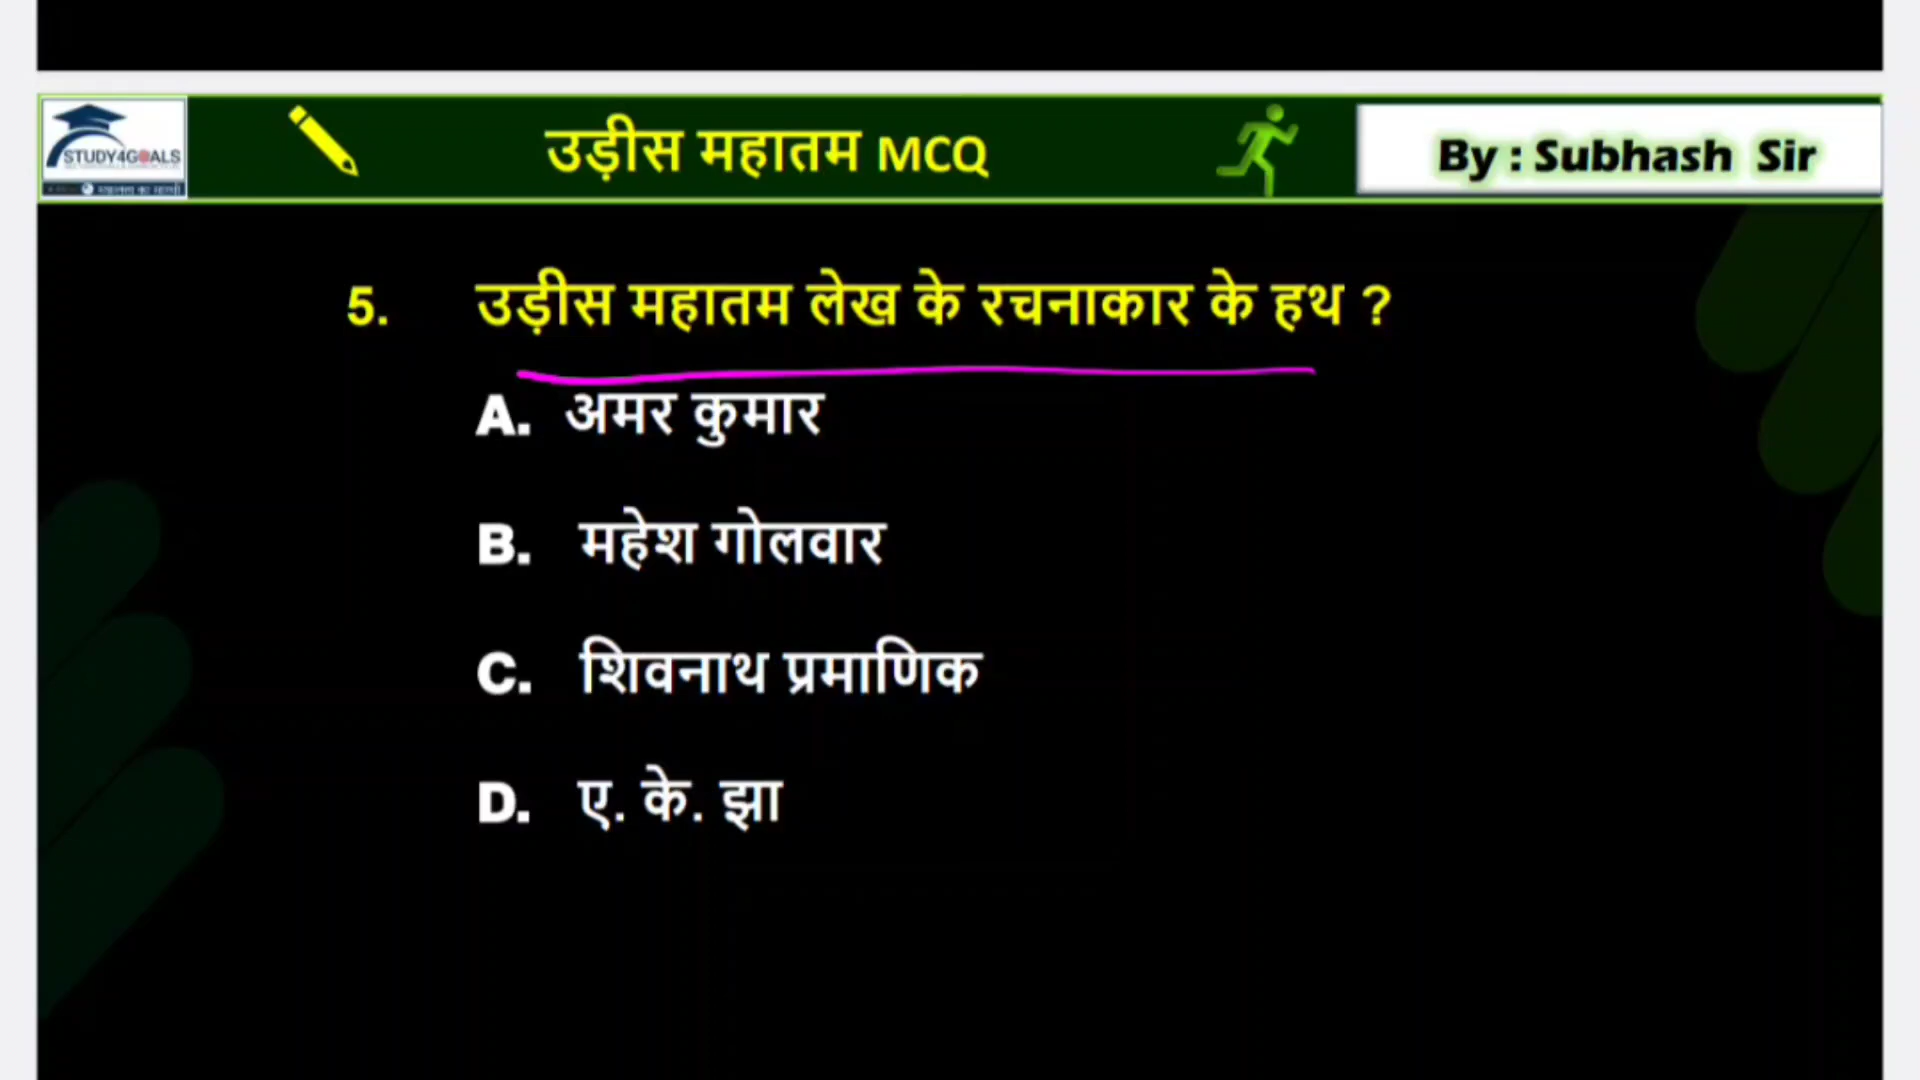 STUDY4GOALS
उड़ीस महातम MCQ
By : Subhash Sir
5. उड़ीस महातम लेख के रचनाकार के हथ ?
A. अमर कुमार
B. महेश गोलवार
C. शिवनाथ प्रमाणिक
D. ए. के. झा